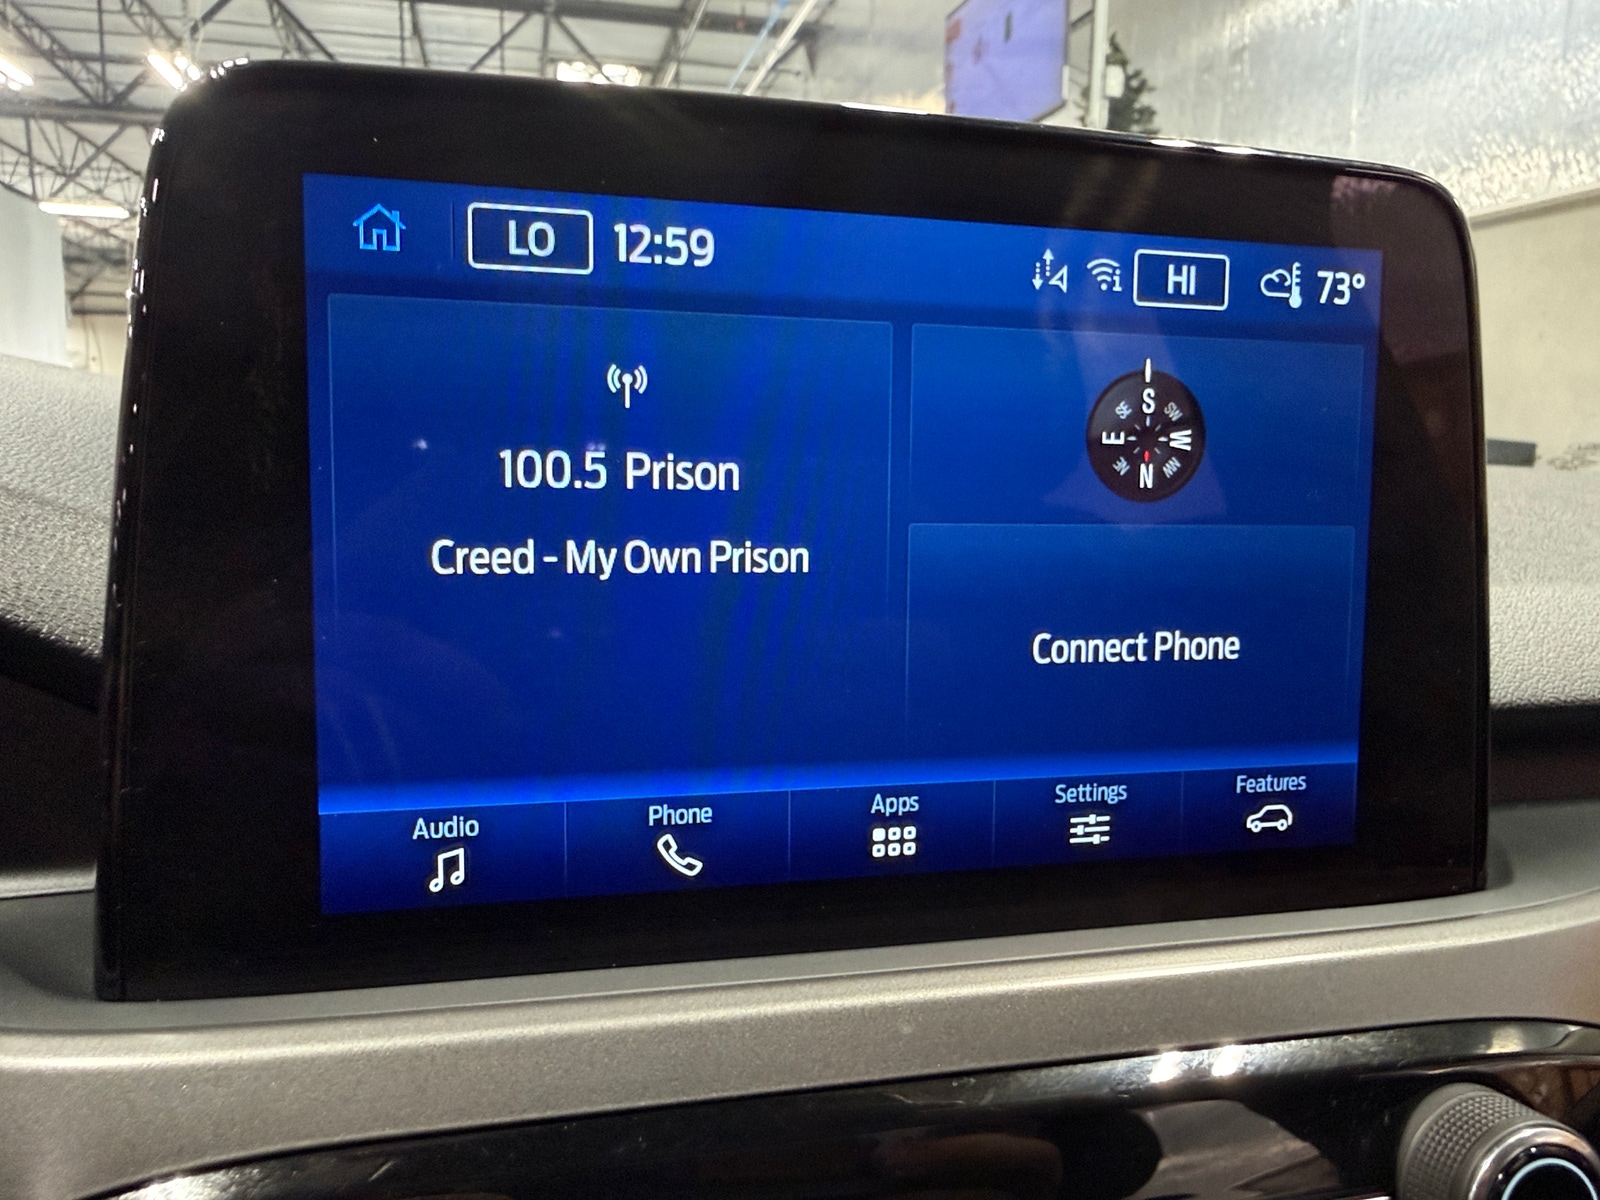 LO 12:59
HI 73°
100.5 Prison
Creed - My Own Prison
S
SE SW
E W
NE NW
N
Connect Phone
Audio Phone Apps Settings Features